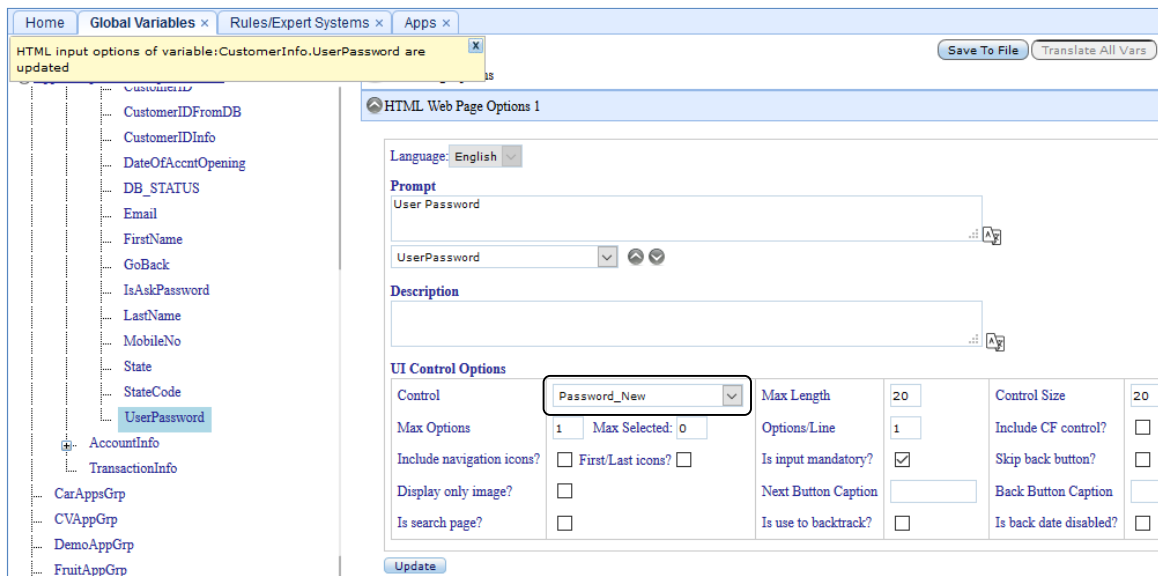 Home Global Variables × Rules/Expert Systems × Apps ×
HTML input options of variable:CustomerInfo.UserPassword are
updated
x
Save To File Translate All Vars
CustomerID
CustomerIDFromDB
CustomerIDInfo
DateOfAccntOpening
DB_STATUS
Email
FirstName
GoBack
IsAskPassword
LastName
MobileNo
State
StateCode
UserPassword
AccountInfo
TransactionInfo
CarAppsGrp
CVAppGrp
DemoAppGrp
FruitAppGrp
HTML Web Page Options 1
Language: English
Prompt
User Password
UserPassword
Description
UI Control Options
Control Password_New Max Length 20 Control Size 20
Max Options 1 Max Selected: 0 Options/Line 1 Include CF control?
Include navigation icons? First/Last icons? Is input mandatory? Skip back button?
Display only image? Next Button Caption Back Button Caption
Is search page? Is use to backtrack? Is back date disabled?
Update